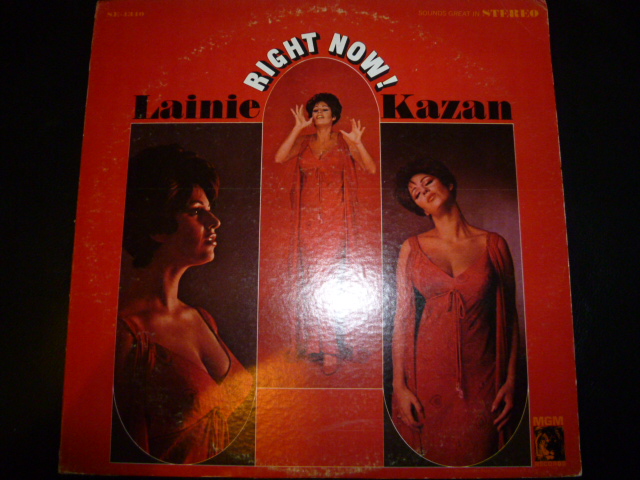 SOUNDS GREAT IN STEREO
RIGHT NOW!
Lainie Kazan
MGM